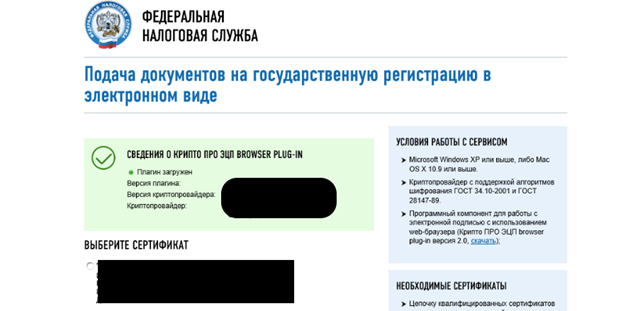 ФЕДЕРАЛЬНАЯ
НАЛОГОВАЯ СЛУЖБА
Подача документов на государственную регистрацию в
электронном виде
СВЕДЕНИЯ О КРИПТО ПРО ЭЦП BROWSER PLUG-IN
Плагин загружен
Версия плагина:
Версия криптопровайдера:
Криптопровайдер:
ВЫБЕРИТЕ СЕРТИФИКАТ
УСЛОВИЯ РАБОТЫ С СЕРВИСОМ
Microsoft Windows XP или выше, либо Mac
OS X 10.9 или выше.
Криптопровайдер с поддержкой алгоритмов
шифрования ГОСТ 34.10-2001 и ГОСТ
28147-89.
Программный компонент для работы с
электронной подписью с использованием
web-браузера (Крипто ПРО ЭЦП browser
plug-in версия 2.0, скачать);
НЕОБХОДИМЫЕ СЕРТИФИКАТЫ
Цепочку квалифицированных сертификатов